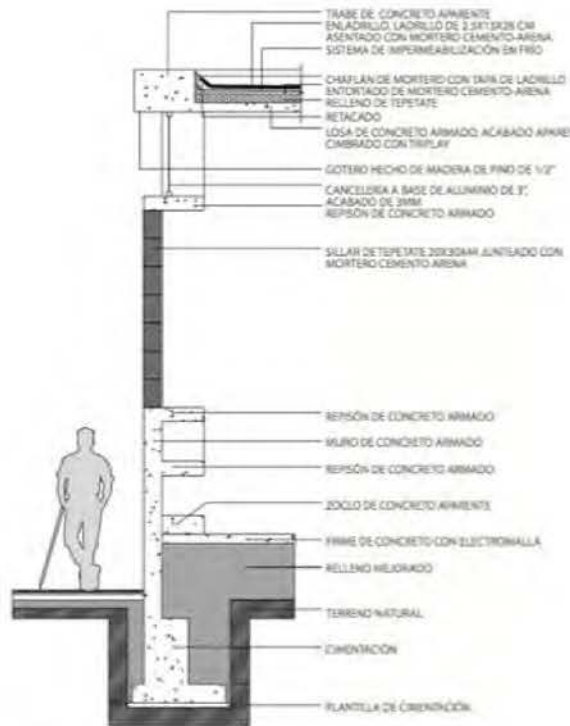 TRABE DE CONCRETO APARENTE
ENLADRILLO, LADRILLO DE 2.5X13X26 CM
ASENTADO CON MORTERO CEMENTO-ARENA
SISTEMA DE IMPERMEABILIZACIÓN EN FRÍO
CHAFLÁN DE MORTERO CON TAPA DE LADRILLO
ENTORTADO DE MORTERO CEMENTO-ARENA
RELLENO DE TEPETATE
RETACADO
LOSA DE CONCRETO ARMADO, ACABADO APARE
CIMBRADO CON TRIPLAY
GOTERO HECHO DE MADERA DE PINO DE 1/2"
CANCELERÍA A BASE DE ALUMINIO DE 3",
ACABADO DE 3MM
REPISÓN DE CONCRETO ARMADO
SILLAR DE TEPETATE JUNTEADO CON
MORTERO CEMENTO ARENA
REPISÓN DE CONCRETO ARMADO
MURO DE CONCRETO ARMADO
REPISÓN DE CONCRETO ARMADO
ZOCLO DE CONCRETO APARENTE
FIRME DE CONCRETO CON ELECTROMALLA
RELLENO MEJORADO
TERRENO NATURAL
CIMENTACIÓN
PLANTILLA DE CIMENTACIÓN